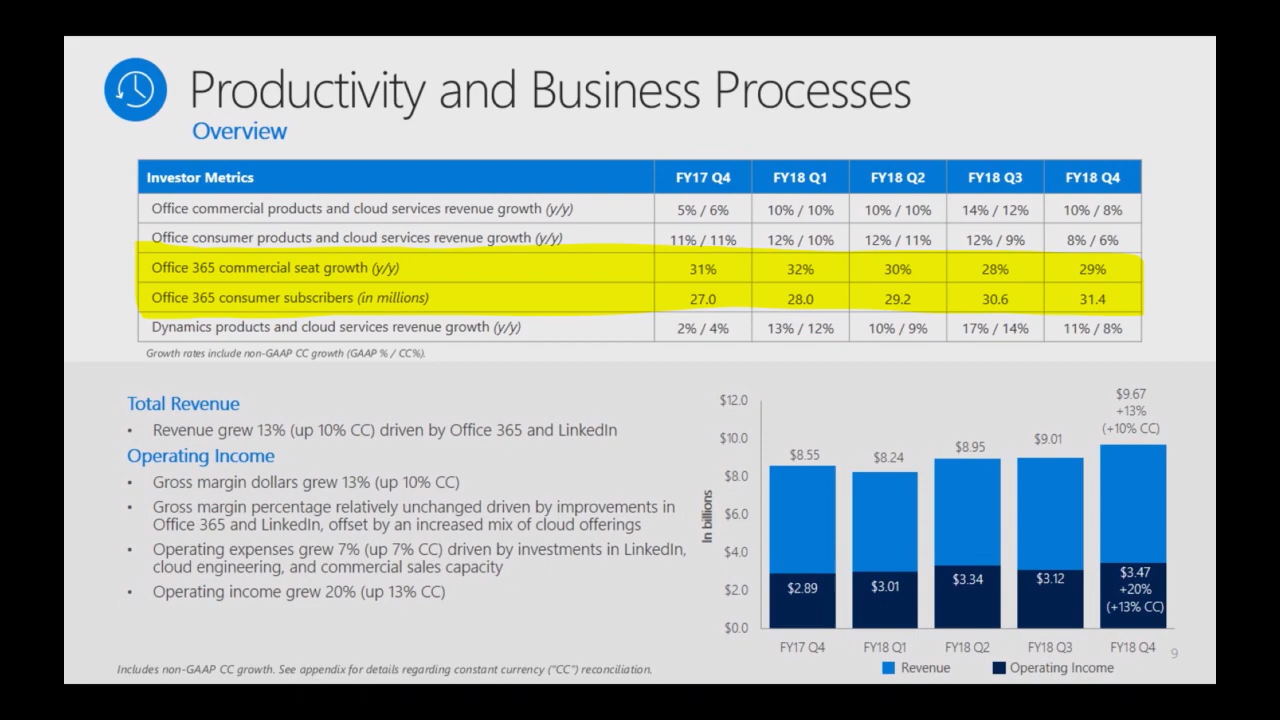 Productivity and Business Processes
Overview
Investor Metrics FY17 Q4 FY18 Q1 FY18 Q2 FY18 Q3 FY18 Q4
Office commercial products and cloud services revenue growth (y/y) 5% / 6% 10% / 10% 10% / 10% 14% / 12% 10% / 8%
Office consumer products and cloud services revenue growth (y/y) 11% / 11% 12% / 10% 12% / 11% 12% / 9% 8% / 6%
Office 365 commercial seat growth (y/y) 31% 32% 30% 28% 29%
Office 365 consumer subscribers (in millions) 27.0 28.0 29.2 30.6 31.4
Dynamics products and cloud services revenue growth (y/y) 2% / 4% 13% / 12% 10% / 9% 17% / 14% 11% / 8%
Growth rates include non-GAAP CC growth (GAAP % / CC%).
Total Revenue
• Revenue grew 13% (up 10% CC) driven by Office 365 and LinkedIn
Operating Income
• Gross margin dollars grew 13% (up 10% CC)
• Gross margin percentage relatively unchanged driven by improvements in
Office 365 and LinkedIn, offset by an increased mix of cloud offerings
• Operating expenses grew 7% (up 7% CC) driven by investments in LinkedIn,
cloud engineering, and commercial sales capacity
• Operating income grew 20% (up 13% CC)
In billions
$12.0
$10.0
$8.0
$6.0
$4.0
$2.0
$0.0
$8.55
$8.24
$8.95
$9.01
$9.67
+13%
(+10% CC)
$2.89
$3.01
$3.34
$3.12
$3.47
+20%
(+13% CC)
FY17 Q4 FY18 Q1 FY18 Q2 FY18 Q3 FY18 Q4
Revenue Operating Income
Includes non-GAAP CC growth. See appendix for details regarding constant currency ("CC") reconciliation.
9